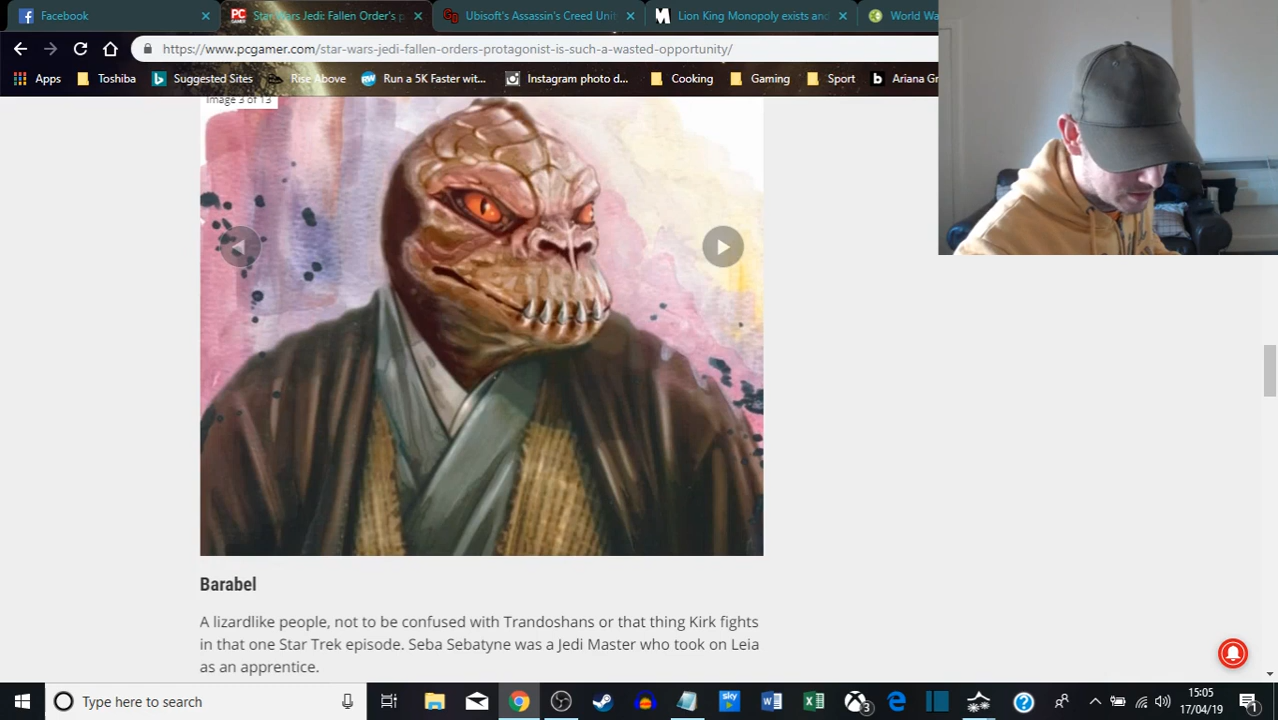 Facebook
Star Wars Jedi: Fallen Order's p
Ubisoft's Assassin's Creed Unit
Lion King Monopoly exists and
World Wa
https://www.pcgamer.com/star-wars-jedi-fallen-orders-protagonist-is-such-a-wasted-opportunity/
Apps
Toshiba
Suggested Sites
Rise Above
Run a 5K Faster wit...
Instagram photo d...
Cooking
Gaming
Sport
Ariana Gr
Image 3 of 13
Barabel
A lizardlike people, not to be confused with Trandoshans or that thing Kirk fights
in that one Star Trek episode. Seba Sebatyne was a Jedi Master who took on Leia
as an apprentice.
Type here to search
sky
3
15:05
17/04/19
1